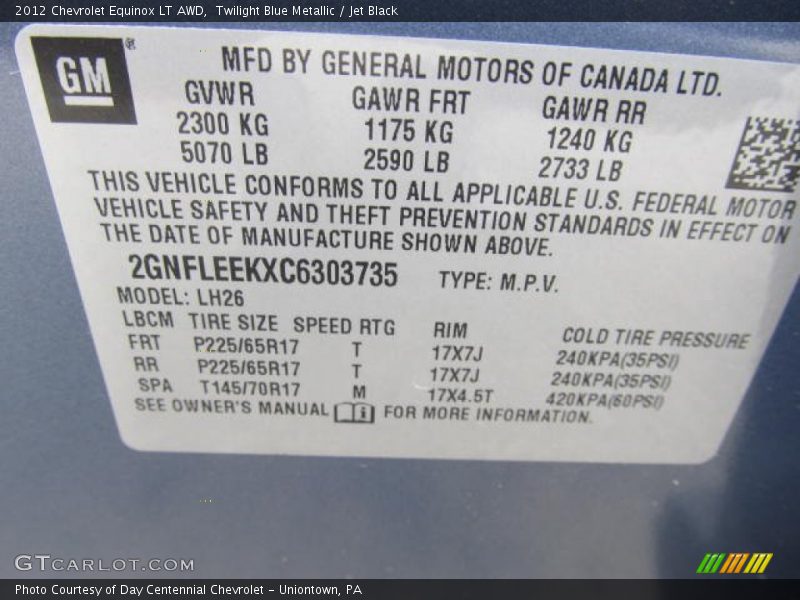 2012 Chevrolet Equinox LT AWD,  Twilight Blue Metallic / Jet Black
GM ®
MFD BY GENERAL MOTORS OF CANADA LTD.
GVWR GAWR FRT GAWR RR
2300 KG 1175 KG 1240 KG
5070 LB 2590 LB 2733 LB
THIS VEHICLE CONFORMS TO ALL APPLICABLE U.S. FEDERAL MOTOR
VEHICLE SAFETY AND THEFT PREVENTION STANDARDS IN EFFECT ON
THE DATE OF MANUFACTURE SHOWN ABOVE.
2GNFLEEKXC6303735 TYPE: M.P.V.
MODEL: LH26
LBCM TIRE SIZE SPEED RTG RIM COLD TIRE PRESSURE
FRT P225/65R17 T 17X7J 240KPA(35PSI)
RR P225/65R17 T 17X7J 240KPA(35PSI)
SPA T145/70R17 M 17X4.5T 420KPA(60PSI)
SEE OWNER'S MANUAL i FOR MORE INFORMATION.
GTCARLOT.COM
Photo Courtesy of Day Centennial Chevrolet - Uniontown, PA